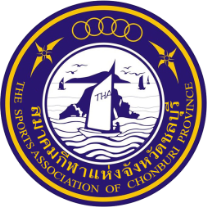 สมาคมกีฬาแห่งจังหวัดชลบุรี
THE SPORTS ASSOCIATION OF CHONBURI PROVINCE
THA